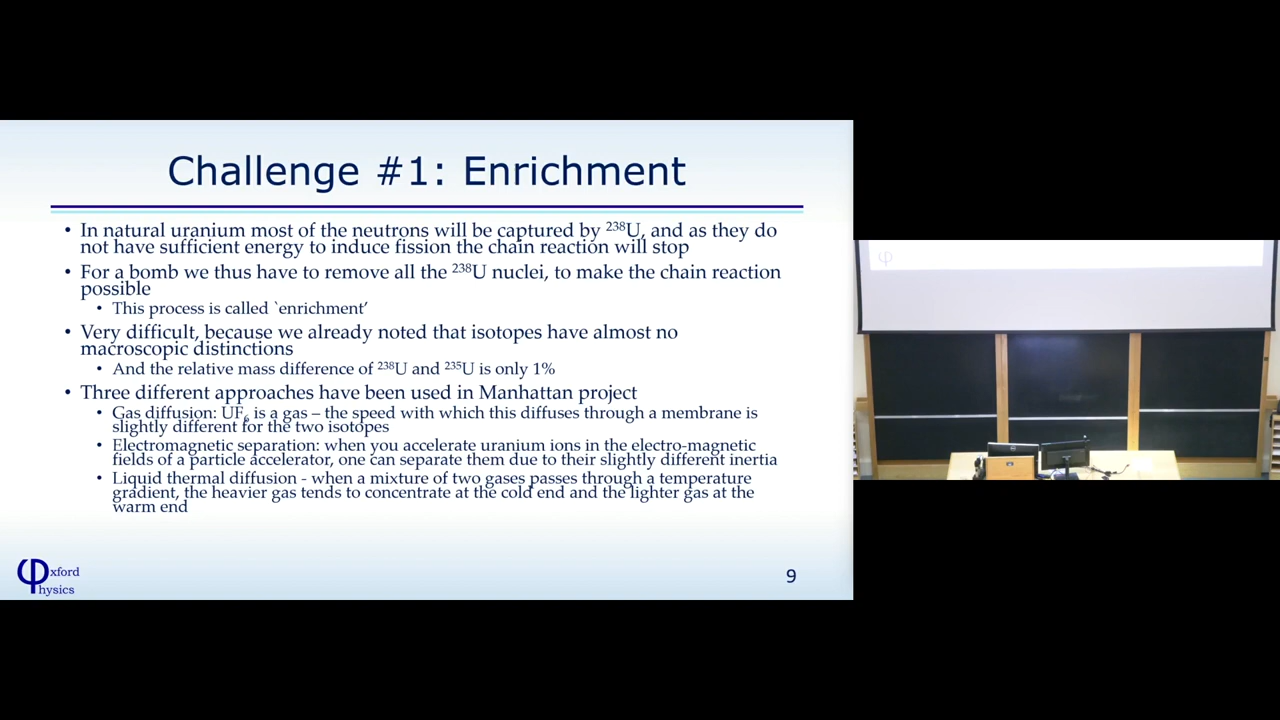 Challenge #1: Enrichment
• In natural uranium most of the neutrons will be captured by ²³⁸U, and as they do
not have sufficient energy to induce fission the chain reaction will stop
• For a bomb we thus have to remove all the ²³⁸U nuclei, to make the chain reaction
possible
• This process is called `enrichment’
• Very difficult, because we already noted that isotopes have almost no
macroscopic distinctions
• And the relative mass difference of ²³⁸U and ²³⁵U is only 1%
• Three different approaches have been used in Manhattan project
• Gas diffusion: UF₆ is a gas – the speed with which this diffuses through a membrane is
slightly different for the two isotopes
• Electromagnetic separation: when you accelerate uranium ions in the electro-magnetic
fields of a particle accelerator, one can separate them due to their slightly different inertia
• Liquid thermal diffusion - when a mixture of two gases passes through a temperature
gradient, the heavier gas tends to concentrate at the cold end and the lighter gas at the
warm end
φxford
hysics
9
φ